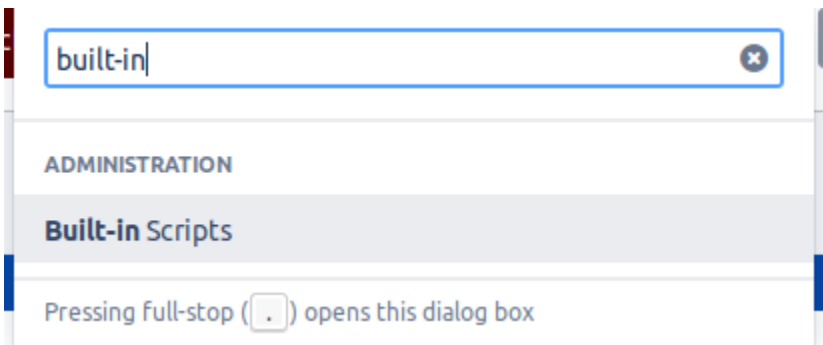 built-in
ADMINISTRATION
Built-in Scripts
Pressing full-stop ( . ) opens this dialog box